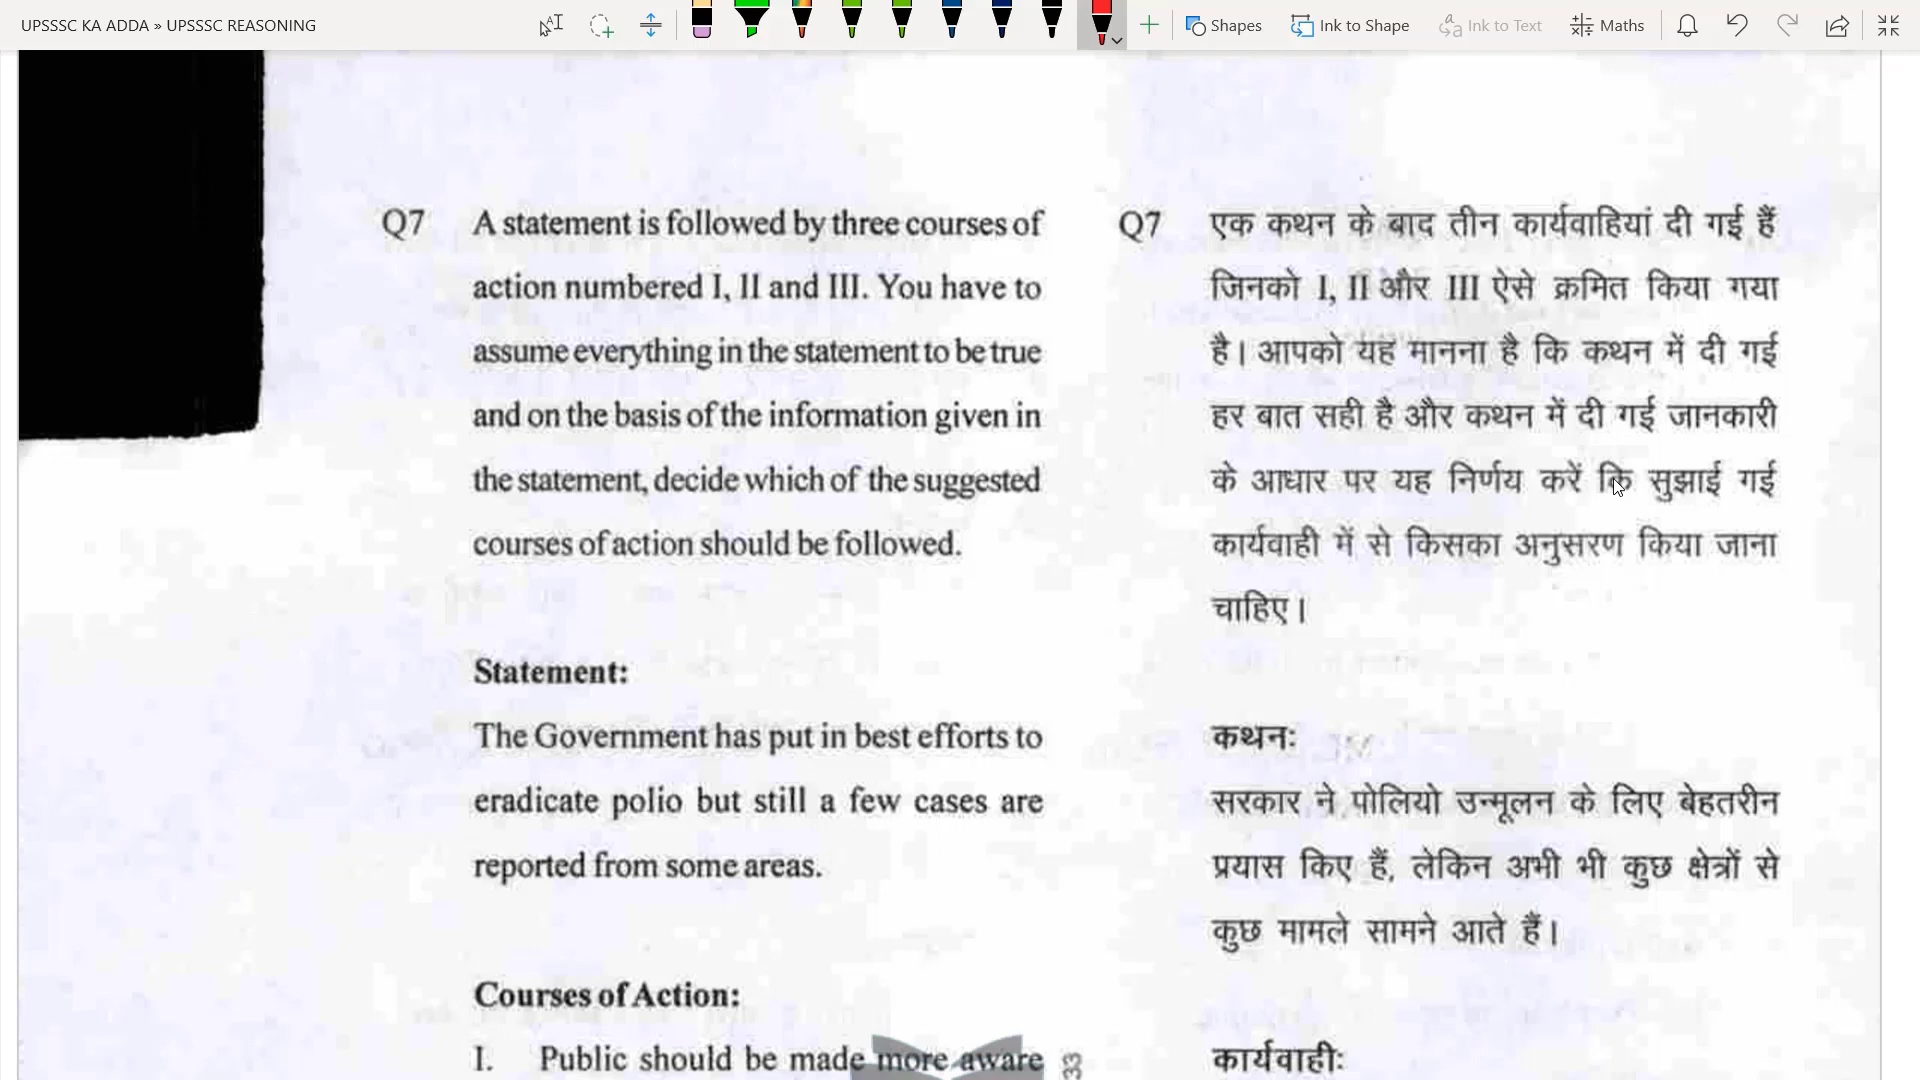 UPSSSC KA ADDA » UPSSSC REASONING
Shapes
Ink to Shape
Ink to Text
Maths
Q7 A statement is followed by three courses of
action numbered I, II and III. You have to
assume everything in the statement to be true
and on the basis of the information given in
the statement, decide which of the suggested
courses of action should be followed.
Statement:
The Government has put in best efforts to
eradicate polio but still a few cases are
reported from some areas.
Courses of Action:
I. Public should be made more aware
33
Q7 एक कथन के बाद तीन कार्यवाहियां दी गई हैं
जिनको I, II और III ऐसे क्रमित किया गया
है। आपको यह मानना है कि कथन में दी गई
हर बात सही है और कथन में दी गई जानकारी
के आधार पर यह निर्णय करें कि सुझाई गई
कार्यवाही में से किसका अनुसरण किया जाना
चाहिए।
कथनः
सरकार ने पोलियो उन्मूलन के लिए बेहतरीन
प्रयास किए हैं, लेकिन अभी भी कुछ क्षेत्रों से
कुछ मामले सामने आते हैं।
कार्यवाहीः